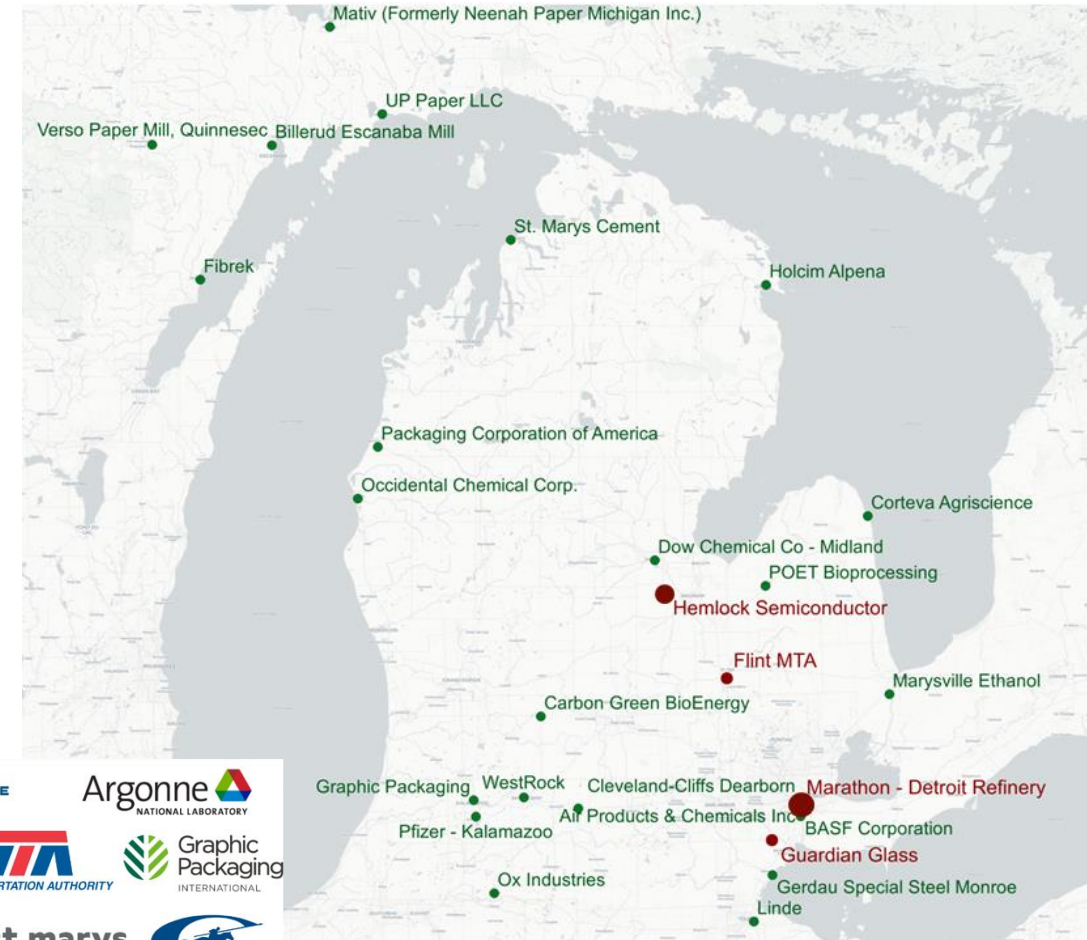 Mativ (Formerly Neenah Paper Michigan Inc.)
UP Paper LLC
Verso Paper Mill, Quinnesec
Billerud Escanaba Mill
St. Marys Cement
Fibrek
Holcim Alpena
Packaging Corporation of America
Occidental Chemical Corp.
Corteva Agriscience
Dow Chemical Co - Midland
POET Bioprocessing
Hemlock Semiconductor
Flint MTA
Marysville Ethanol
Carbon Green BioEnergy
Graphic Packaging
WestRock
Cleveland-Cliffs Dearborn
Marathon - Detroit Refinery
Pfizer - Kalamazoo
Air Products & Chemicals Inc
BASF Corporation
Guardian Glass
Ox Industries
Gerdau Special Steel Monroe
Linde
Argonne
NATIONAL LABORATORY
Graphic
Packaging
INTERNATIONAL
AUTHORITY
marys